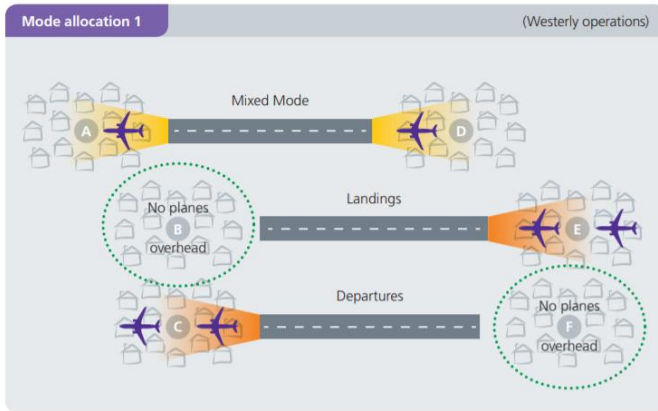 Mode allocation 1
(Westerly operations)
Mixed Mode
A
D
Landings
No planes
B
overhead
E
Departures
C
No planes
F
overhead